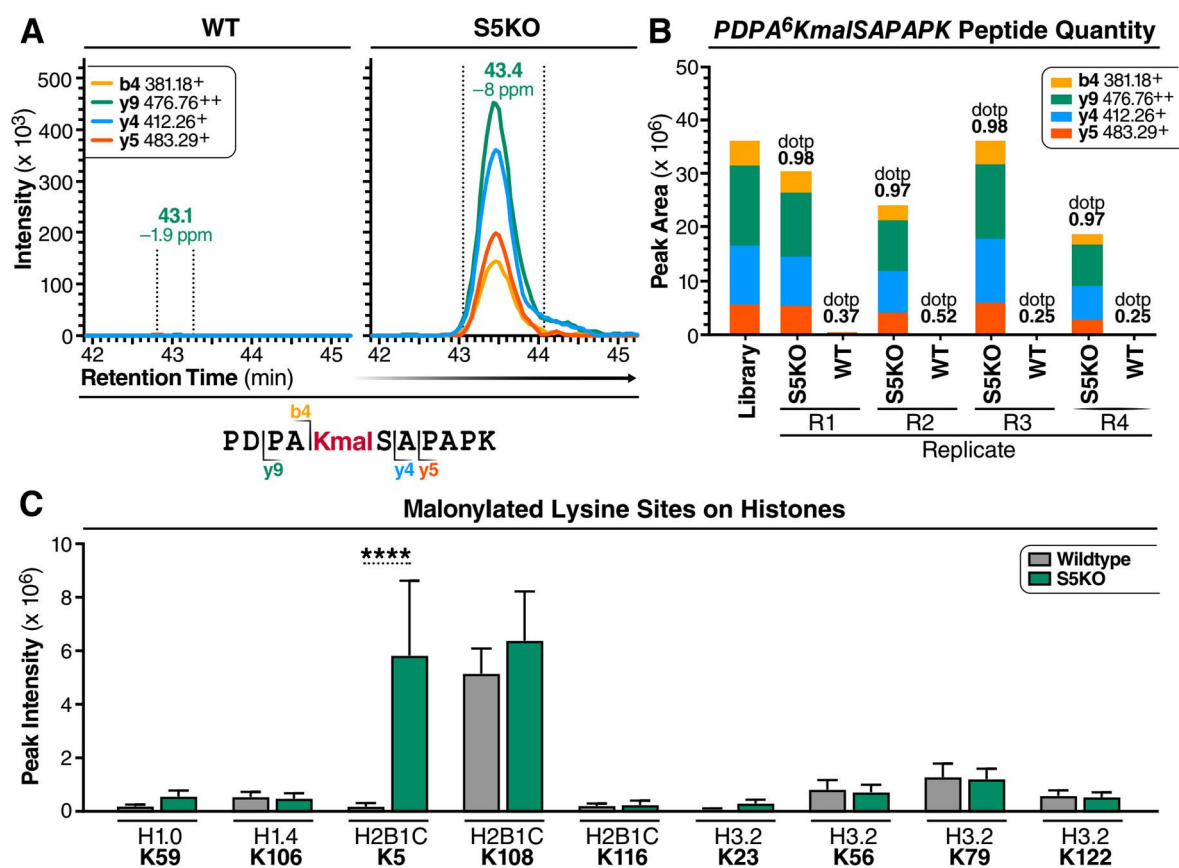 A
WT
S5KO
Intensity (x 10³)
500
400
300
200
100
0
b4 381.18⁺
y9 476.76⁺⁺
y4 412.26⁺
y5 483.29⁺
43.1
−1.9 ppm
43.4
−8 ppm
42 43 44 45
42 43 44 45
Retention Time (min)
b4
PDPAKmalSAPAPK
y9 y4 y5
B
PDPA⁶KmalSAPAPK Peptide Quantity
Peak Area (x 10⁶)
50
40
30
20
10
0
b4 381.18⁺
y9 476.76⁺⁺
y4 412.26⁺
y5 483.29⁺
dotp
0.98
dotp
0.37
dotp
0.97
dotp
0.52
dotp
0.98
dotp
0.25
dotp
0.97
dotp
0.25
Library S5KO WT S5KO WT S5KO WT S5KO WT
R1 R2 R3 R4
Replicate
C
Malonylated Lysine Sites on Histones
Peak Intensity (x 10⁶)
10
8
6
4
2
0
****
Wildtype
S5KO
H1.0 H1.4 H2B1C H2B1C H2B1C H3.2 H3.2 H3.2 H3.2
K59 K106 K5 K108 K116 K23 K56 K79 K122